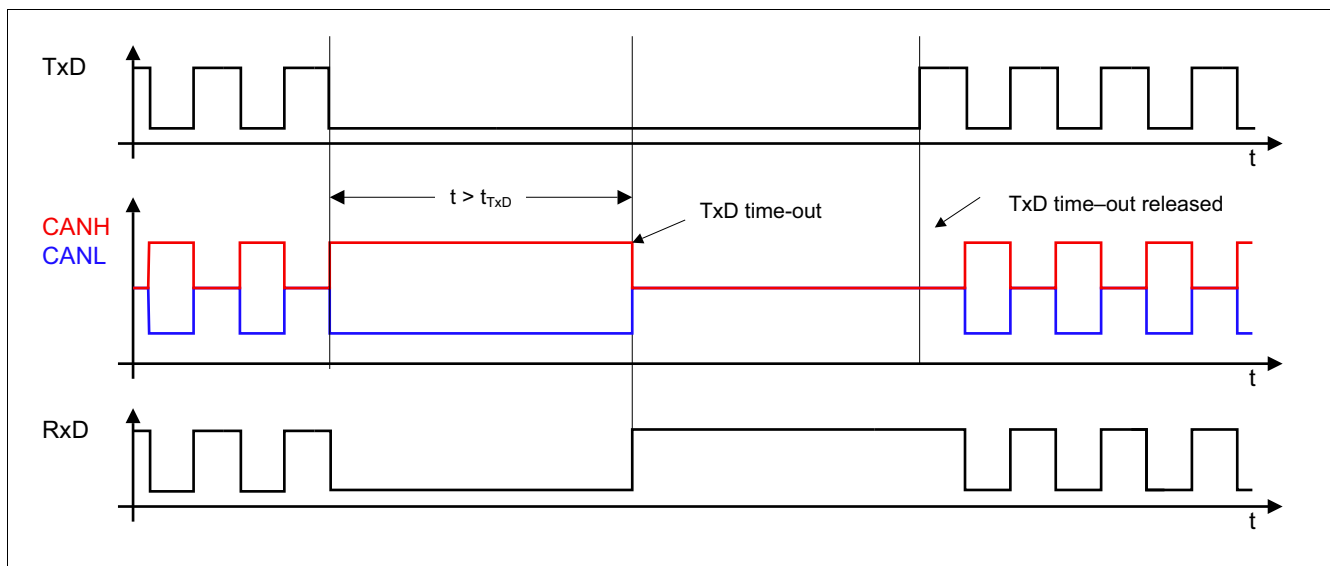 TxD
t
t > tTxD
TxD time-out
TxD time–out released
CANH
CANL
t
RxD
t